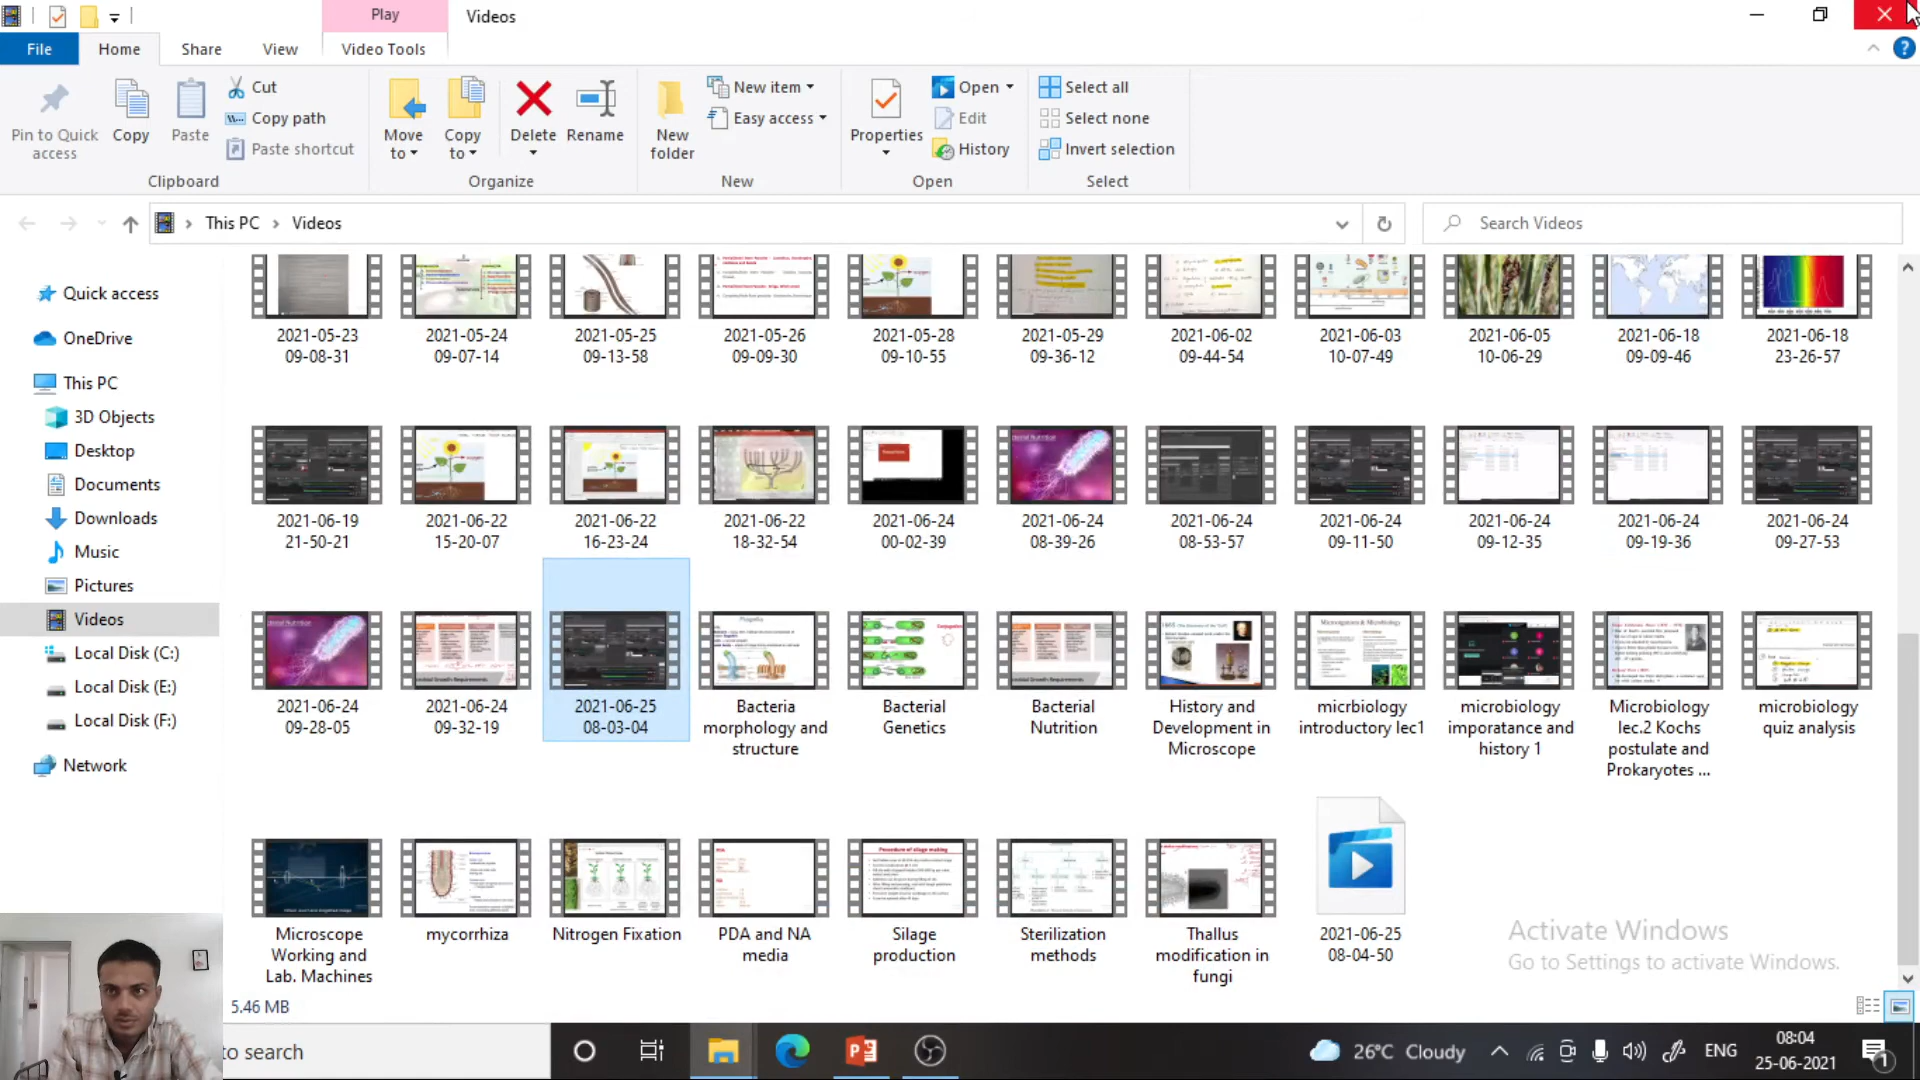 Play
Videos
File
Home
Share
View
Video Tools
Pin to Quick access
Copy
Paste
Cut
Copy path
Paste shortcut
Clipboard
Move to
Copy to
Delete
Rename
Organize
New folder
New item
Easy access
New
Properties
Open
Edit
History
Open
Select all
Select none
Invert selection
Select
This PC
Videos
Search Videos
Quick access
OneDrive
This PC
3D Objects
Desktop
Documents
Downloads
Music
Pictures
Videos
Local Disk (C:)
Local Disk (E:)
Local Disk (F:)
Network
2021-05-23 09-08-31
2021-05-24 09-07-14
2021-05-25 09-13-58
2021-05-26 09-09-30
2021-05-28 09-10-55
2021-05-29 09-36-12
2021-06-02 09-44-54
2021-06-03 10-07-49
2021-06-05 10-06-29
2021-06-18 09-09-46
2021-06-18 23-26-57
2021-06-19 21-50-21
2021-06-22 15-20-07
2021-06-22 16-23-24
2021-06-22 18-32-54
2021-06-24 00-02-39
2021-06-24 08-39-26
2021-06-24 08-53-57
2021-06-24 09-11-50
2021-06-24 09-12-35
2021-06-24 09-19-36
2021-06-24 09-27-53
2021-06-24 09-28-05
2021-06-24 09-32-19
2021-06-25 08-03-04
Bacteria morphology and structure
Bacterial Genetics
Bacterial Nutrition
History and Development in Microscope
micrbiology introductory lec1
microbiology imporatance and history 1
Microbiology lec.2 Kochs postulate and Prokaryotes ...
microbiology quiz analysis
Microscope Working and Lab. Machines
mycorrhiza
Nitrogen Fixation
PDA and NA media
Silage production
Sterilization methods
Thallus modification in fungi
2021-06-25 08-04-50
Activate Windows
Go to Settings to activate Windows.
5.46 MB
to search
26°C Cloudy
ENG
08:04
25-06-2021
1